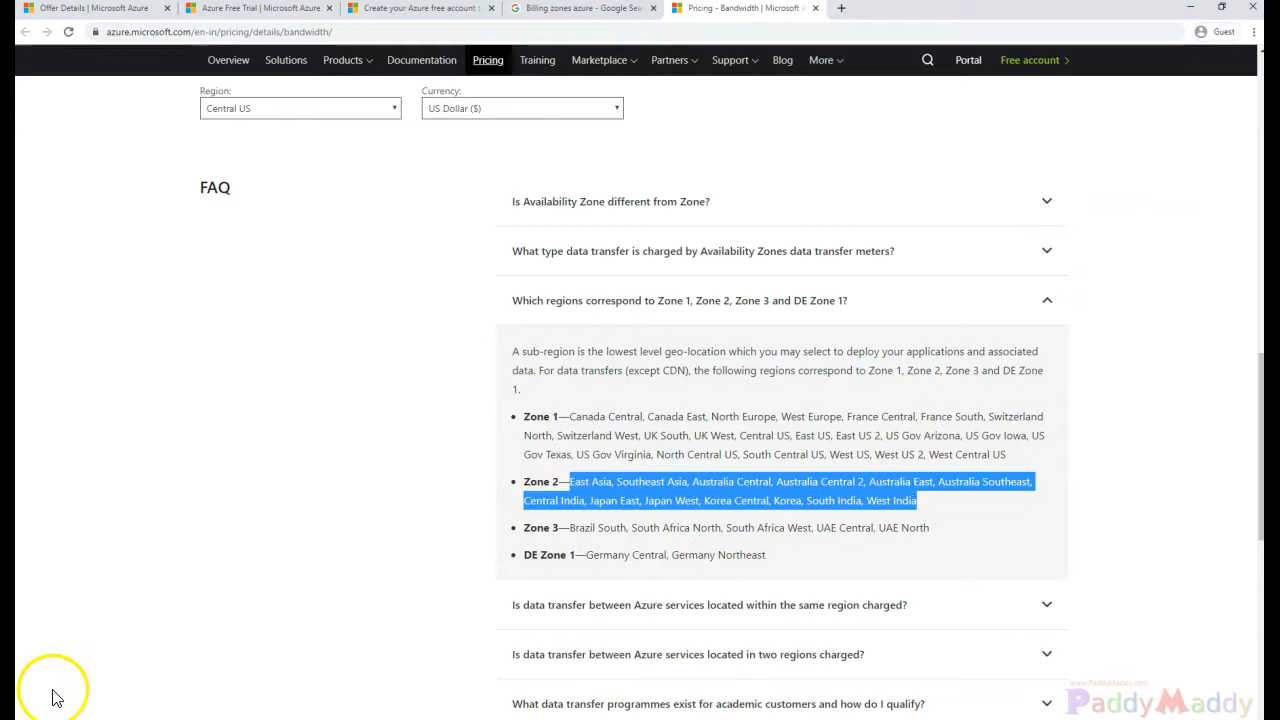 Offer Details | Microsoft Azure
Azure Free Trial | Microsoft Azure
Create your Azure free account t
Billing zones azure - Google Sea
Pricing - Bandwidth | Microsoft A
azure.microsoft.com/en-in/pricing/details/bandwidth/
Guest
Overview Solutions Products Documentation Pricing Training Marketplace Partners Support Blog More Portal Free account
Region: Currency:
Central US US Dollar ($)
FAQ
Is Availability Zone different from Zone?
What type data transfer is charged by Availability Zones data transfer meters?
Which regions correspond to Zone 1, Zone 2, Zone 3 and DE Zone 1?
A sub-region is the lowest level geo-location which you may select to deploy your applications and associated
data. For data transfers (except CDN), the following regions correspond to Zone 1, Zone 2, Zone 3 and DE Zone
1.
• Zone 1—Canada Central, Canada East, North Europe, West Europe, France Central, France South, Switzerland
North, Switzerland West, UK South, UK West, Central US, East US, East US 2, US Gov Arizona, US Gov Iowa, US
Gov Texas, US Gov Virginia, North Central US, South Central US, West US, West US 2, West Central US
• Zone 2—East Asia, Southeast Asia, Australia Central, Australia Central 2, Australia East, Australia Southeast,
Central India, Japan East, Japan West, Korea Central, Korea, South India, West India
• Zone 3—Brazil South, South Africa North, South Africa West, UAE Central, UAE North
• DE Zone 1—Germany Central, Germany Northeast
Is data transfer between Azure services located within the same region charged?
Is data transfer between Azure services located in two regions charged?
What data transfer programmes exist for academic customers and how do I qualify?
www.PaddyMaddy.com
PaddyMaddy